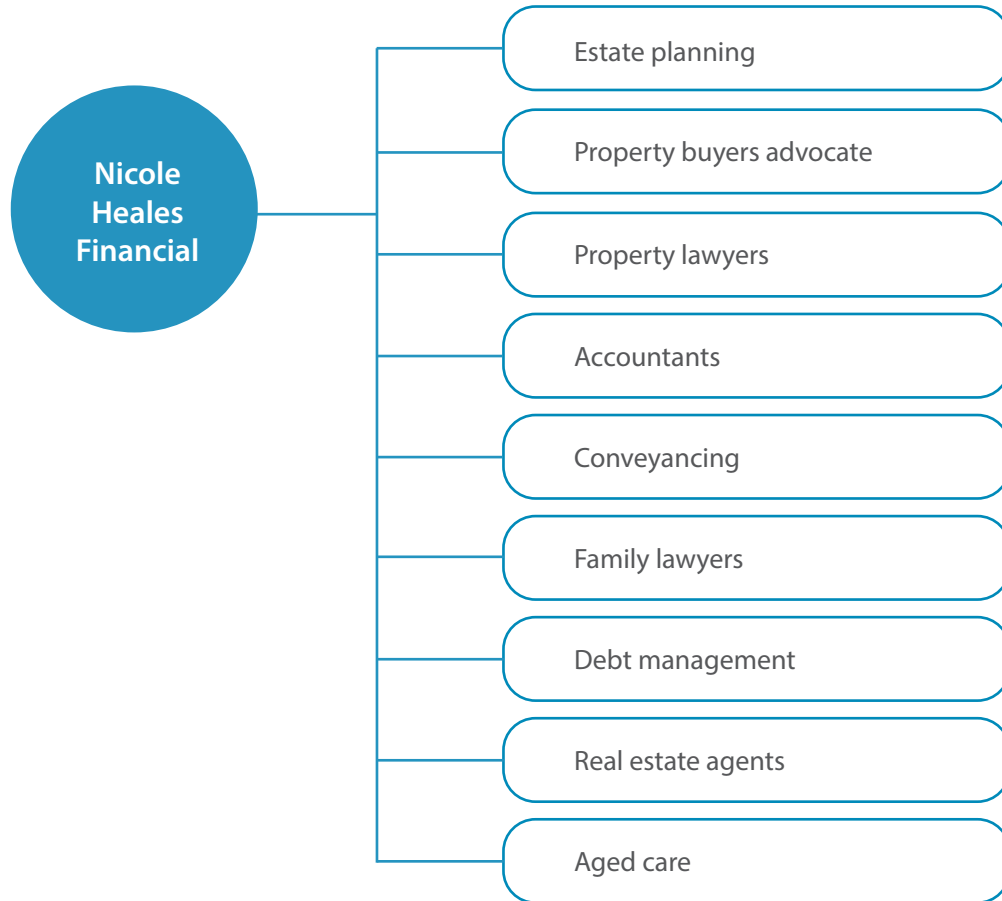 Nicole
Heales
Financial
Estate planning
Property buyers advocate
Property lawyers
Accountants
Conveyancing
Family lawyers
Debt management
Real estate agents
Aged care